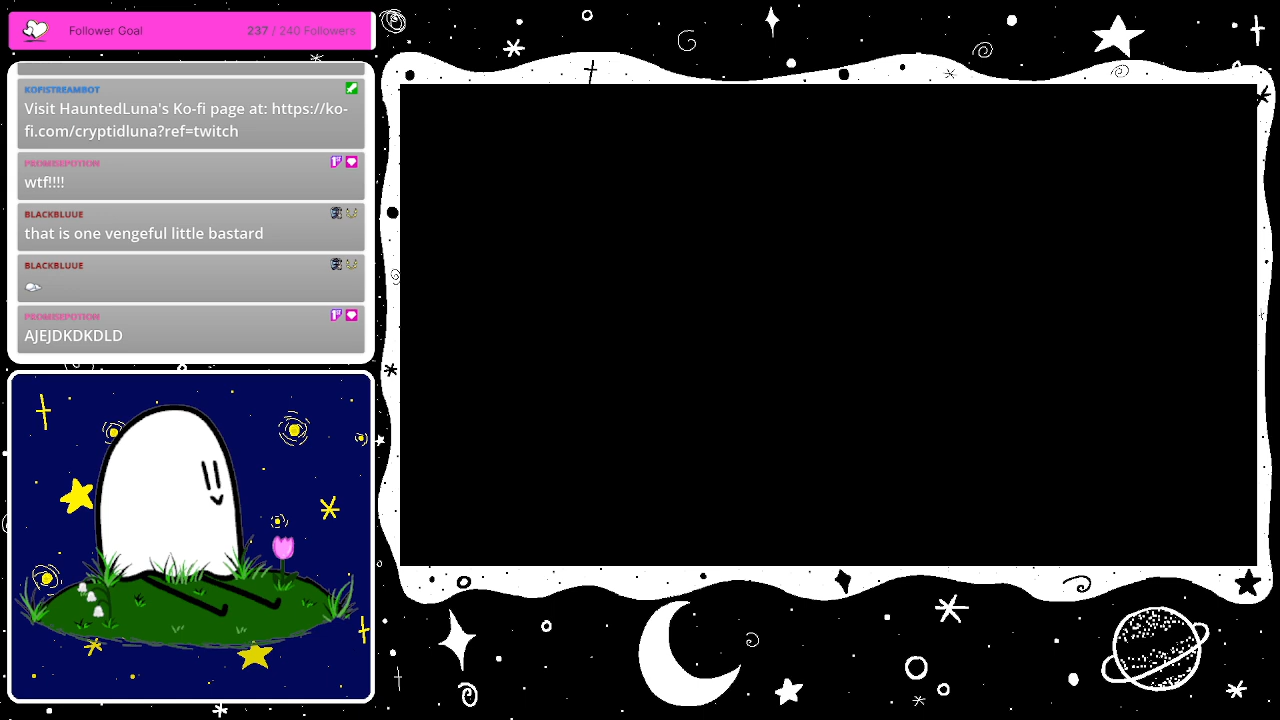 Follower Goal 237 / 240 Followers
KOFISTREAMBOT
Visit HauntedLuna's Ko-fi page at: https://ko-
fi.com/cryptidluna?ref=twitch
PROMISEPOTION
wtf!!!!
BLACKBLUUE
that is one vengeful little bastard
BLACKBLUUE
PROMISEPOTION
AJEJDKDKDLD